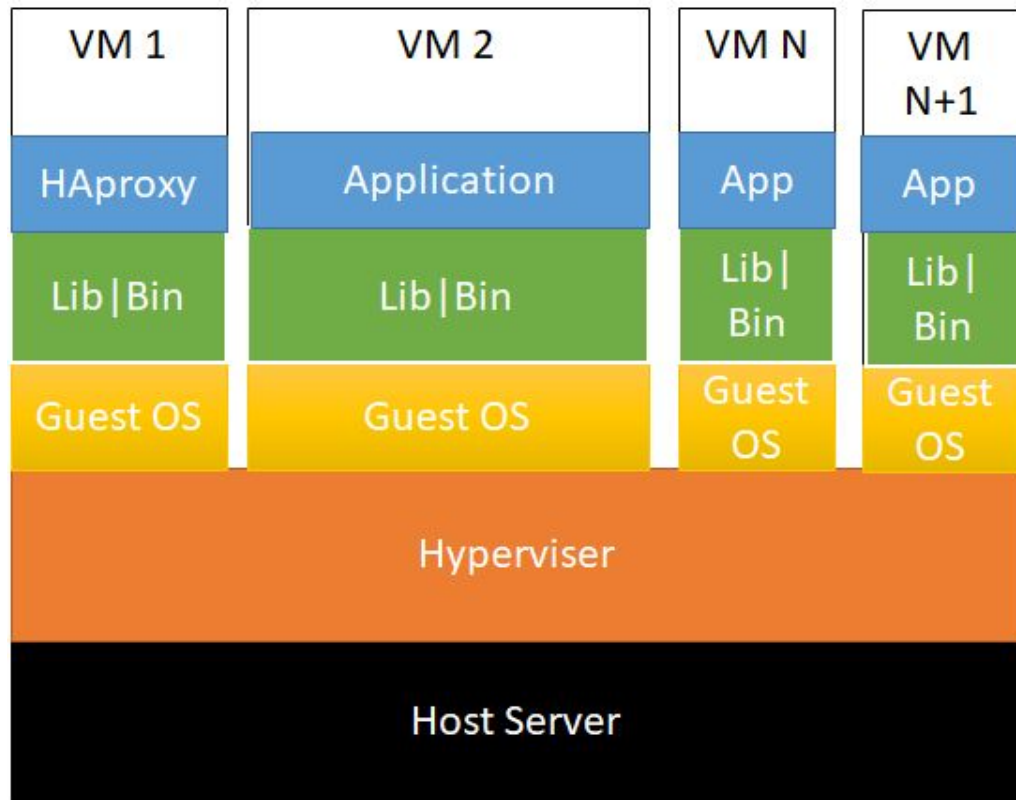 VM 1
VM 2
VM N
VM
N+1
HAproxy
Application
App
App
Lib|Bin
Lib|Bin
Lib|
Bin
Lib|
Bin
Guest OS
Guest OS
Guest
OS
Guest
OS
Hyperviser
Host Server